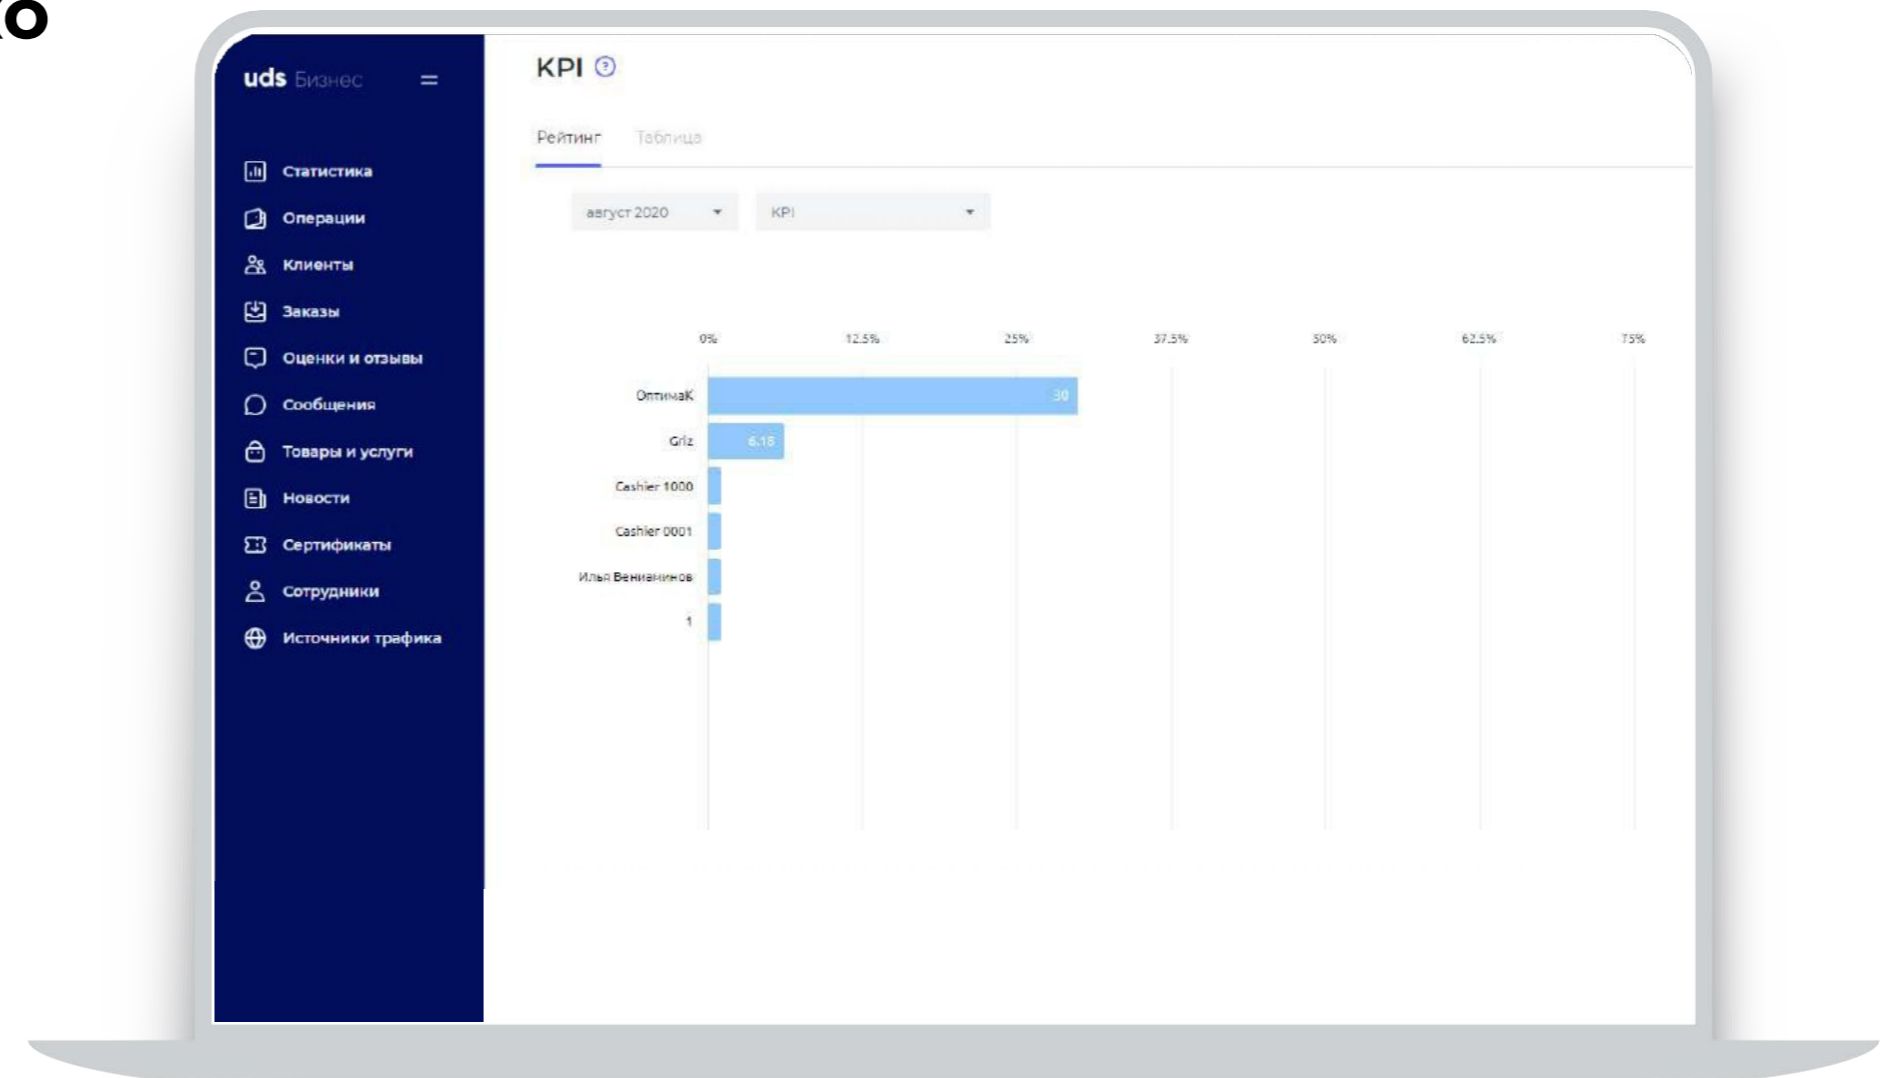 ко
uds Бизнес
Статистика
Операции
Клиенты
Заказы
Оценки и отзывы
Сообщения
Товары и услуги
Новости
Сертификаты
Сотрудники
Источники трафика
KPI ?
Рейтинг Таблица
август 2020 KPI
0% 12.5% 25% 37.5% 50% 62.5% 75%
ОптимаК 30
Griz 6.18
Cashier 1000
Cashier 0001
Илья Вениаминов
1